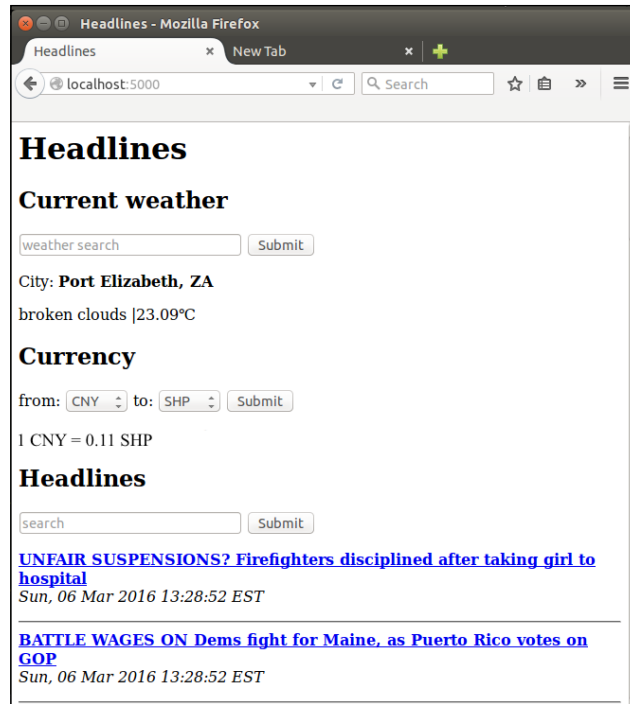 Headlines - Mozilla Firefox
Headlines × New Tab ×
localhost:5000 Search »
Headlines
Current weather
weather search Submit
City: Port Elizabeth, ZA
broken clouds |23.09℃
Currency
from: CNY to: SHP Submit
1 CNY = 0.11 SHP
Headlines
search Submit
UNFAIR SUSPENSIONS? Firefighters disciplined after taking girl to
hospital
Sun, 06 Mar 2016 13:28:52 EST
BATTLE WAGES ON Dems fight for Maine, as Puerto Rico votes on
GOP
Sun, 06 Mar 2016 13:28:52 EST